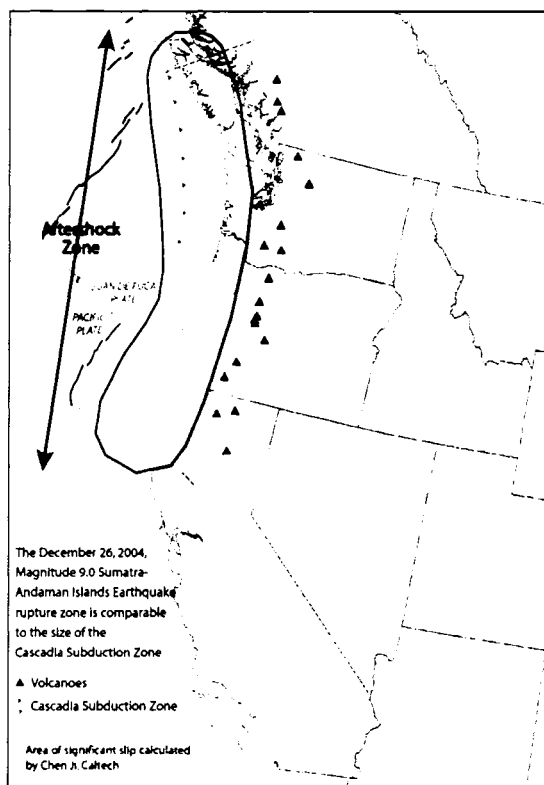 Aftershock
Zone
JUAN DE FUCA
PLATE
PACIFIC
PLATE
The December 26, 2004,
Magnitude 9.0 Sumatra-
Andaman Islands Earthquake
rupture zone is comparable
to the size of the
Cascadia Subduction Zone
▲ Volcanoes
Cascadia Subduction Zone
Area of significant slip calculated
by Chen Ji, Caltech